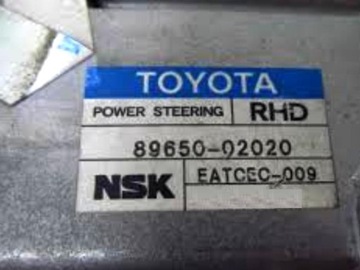 TOYOTA
POWER STEERING RHD
89650-02020
NSK EATCEC-009